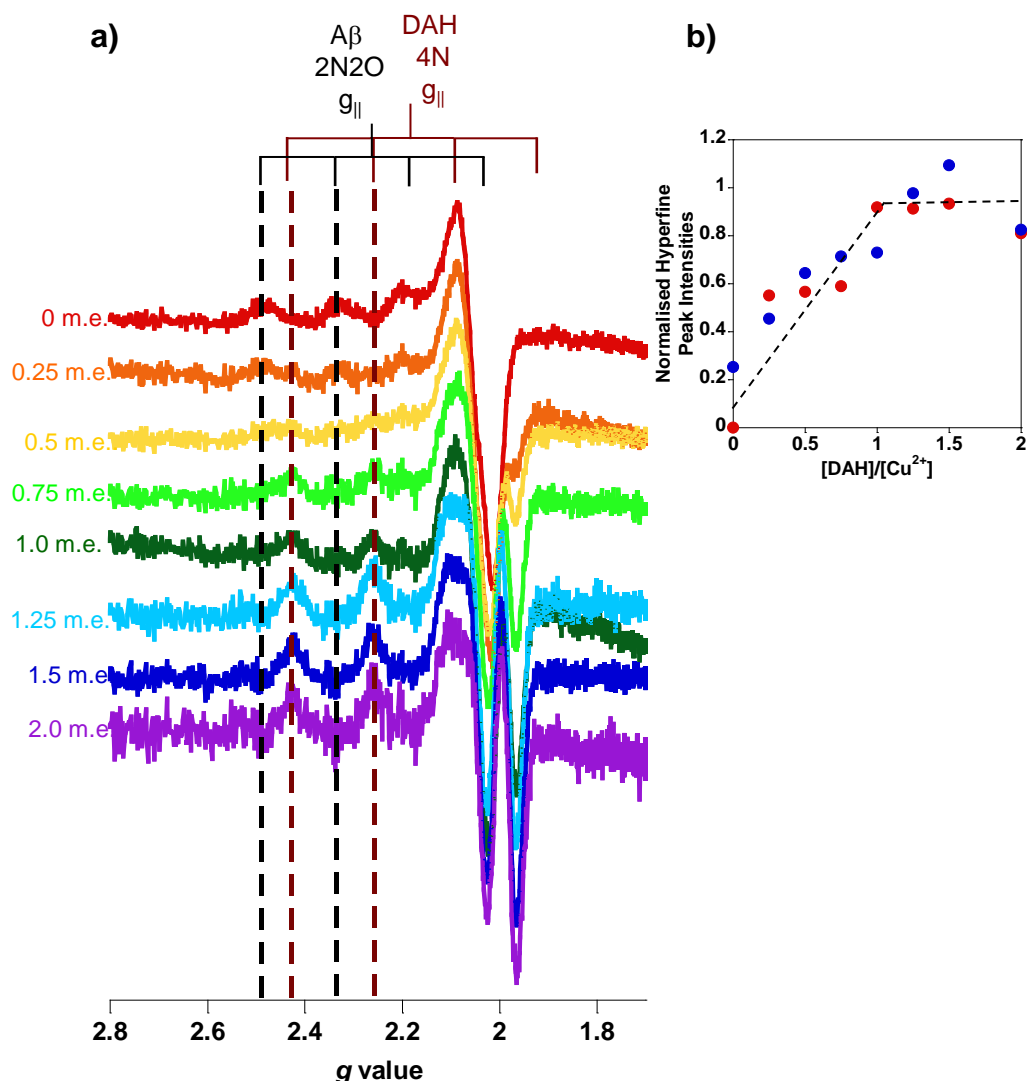 a)
Aβ
2N2O
g||
DAH
4N
g||
0 m.e.
0.25 m.e.
0.5 m.e.
0.75 m.e.
1.0 m.e.
1.25 m.e.
1.5 m.e
2.0 m.e
2.8
2.6
2.4
2.2
2
1.8
g value
b)
Normalised Hyperfine
Peak Intensities
1.2
1
0.8
0.6
0.4
0.2
0
0
0.5
1
1.5
2
[DAH]/[Cu²⁺]